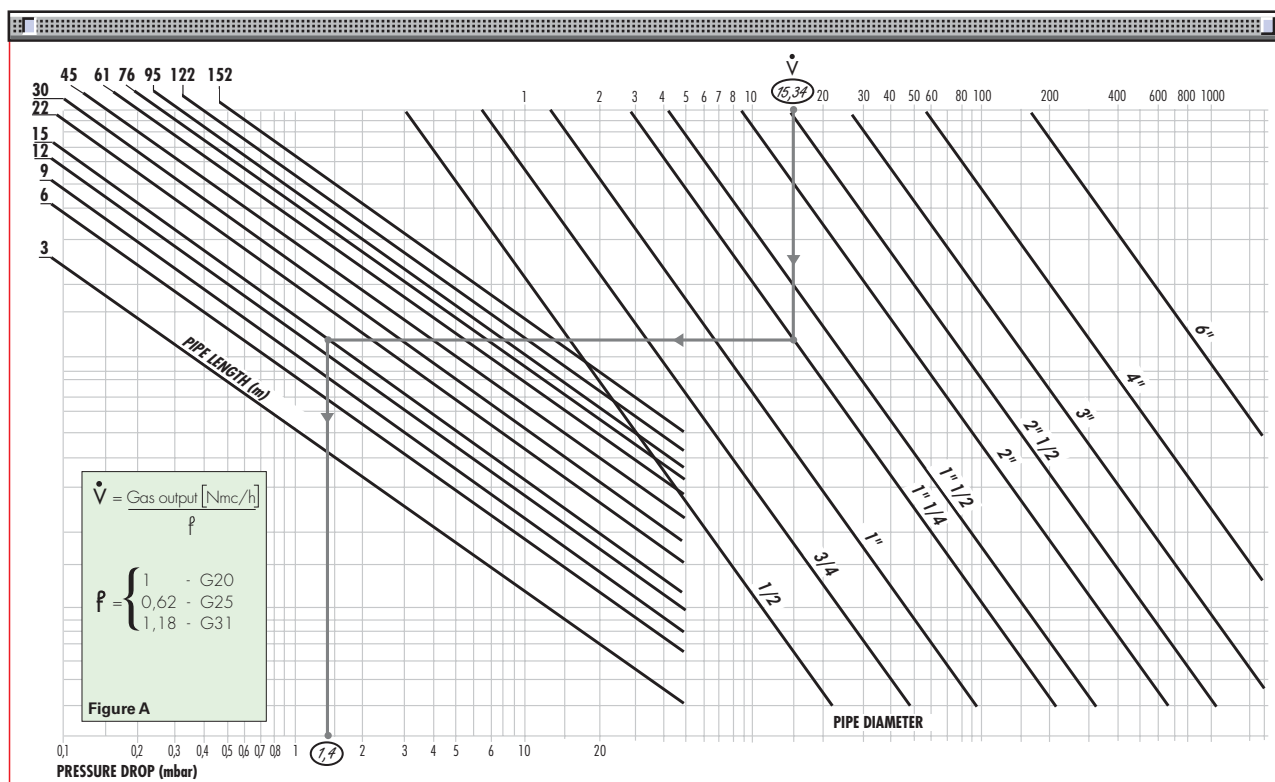 45 61 76 95 122 152
30
22
15
12
9
6
3
V̇
15,34
1 2 3 4 5 6 7 8 10 20 30 40 50 60 80 100 200 400 600 800 1000
PIPE LENGTH (m)
6"
4"
3"
2" 1/2
2"
1" 1/2
1" 1/4
1"
3/4
1/2
V̇ = Gas output [Nmc/h]
f
f = { 1 - G20
0,62 - G25
1,18 - G31
Figure A
PIPE DIAMETER
0,1 0,2 0,3 0,4 0,5 0,6 0,7 0,8 1 1,4 2 3 4 5 6 10 20
PRESSURE DROP (mbar)